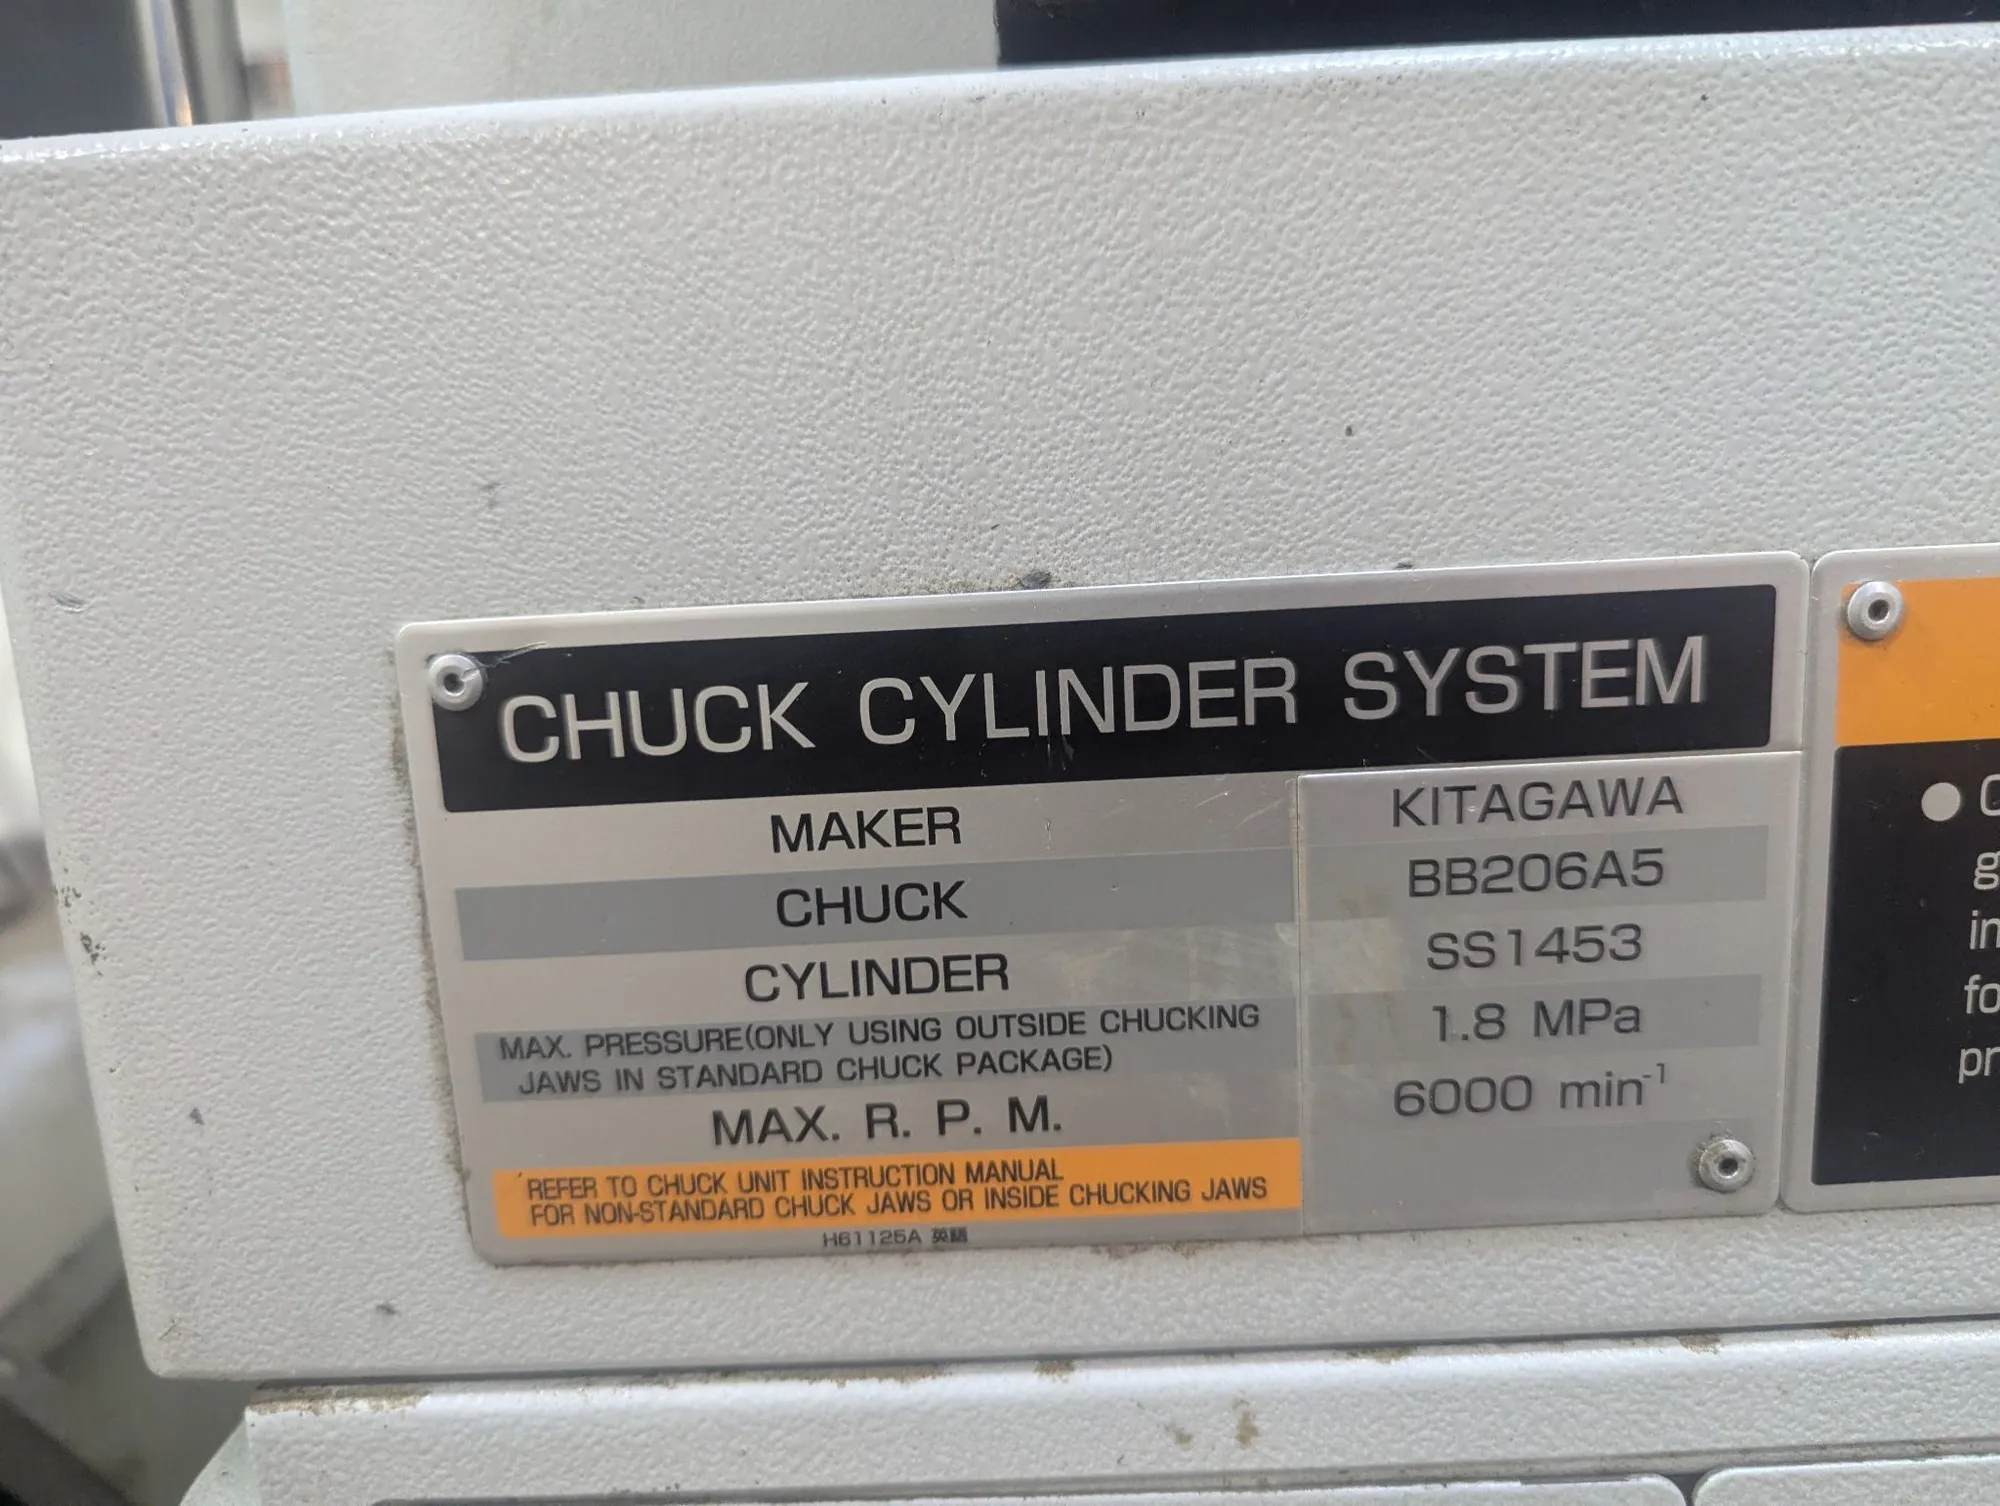 CHUCK CYLINDER SYSTEM
MAKER KITAGAWA
CHUCK BB206A5
CYLINDER SS1453
MAX. PRESSURE(ONLY USING OUTSIDE CHUCKING
JAWS IN STANDARD CHUCK PACKAGE) 1.8 MPa
MAX. R. P. M. 6000 min⁻¹
REFER TO CHUCK UNIT INSTRUCTION MANUAL
FOR NON-STANDARD CHUCK JAWS OR INSIDE CHUCKING JAWS
H61125A 英語